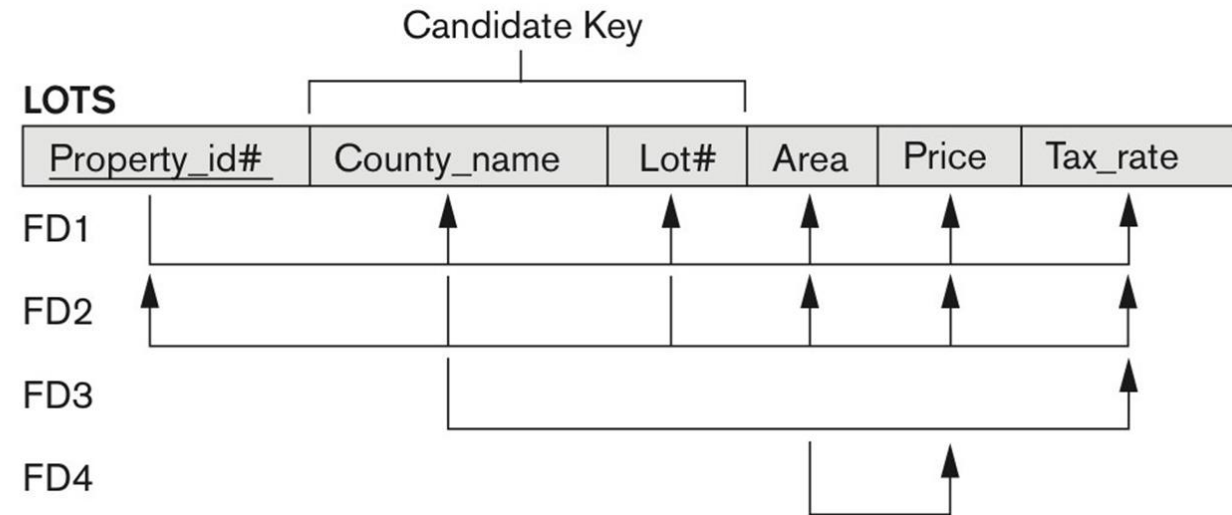 Candidate Key
LOTS
Property_id# County_name Lot# Area Price Tax_rate
FD1
FD2
FD3
FD4